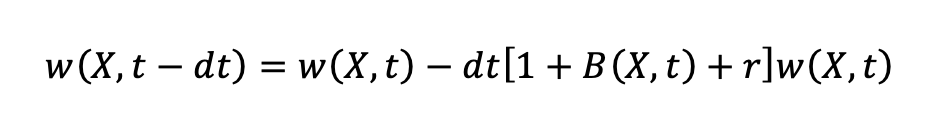 w(X, t − dt) = w(X, t) − dt[1 + B(X, t) + r]w(X, t)